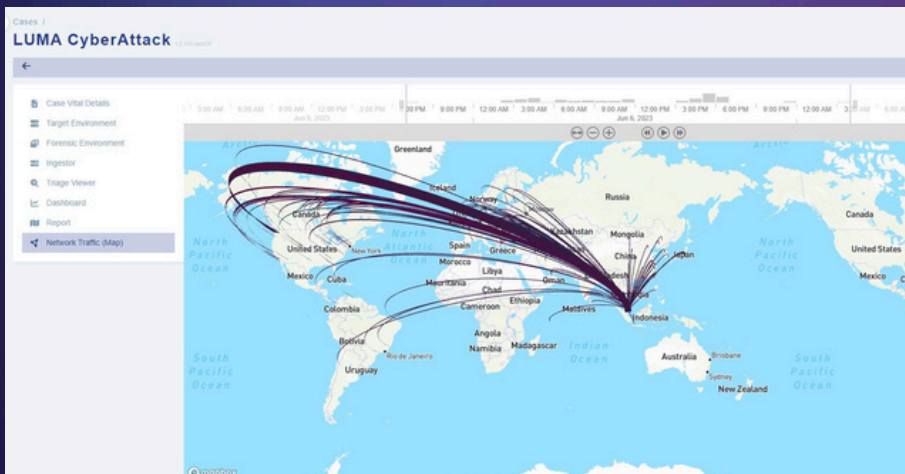 Cases /
LUMA CyberAttack
Case Vital Details
Target Environment
Forensic Environment
Ingestor
Triage Viewer
Dashboard
Report
Network Traffic (Map)
3:00 AM 6:00 AM 9:00 AM 12:00 PM 3:00 PM 9:00 PM 12:00 AM 3:00 AM 6:00 AM 9:00 AM 12:00 PM 3:00 PM 6:00 PM 9:00 PM 12:00 AM
Jun 5, 2023
Jun 6, 2023
Greenland
Iceland
Norway
Russia
Canada
Canada
Kazakhstan
Mongolia
North Pacific Ocean
United States
New York
North Atlantic Ocean
Spain
Greece
China
Japan
North Pacific Ocean
United States
Morocco
Mexico
Cuba
Libya
Oman
Mexico
Mauritania
Chad
Colombia
Cameroon
Ethiopia
Maldives
Indonesia
Angola
Bolivia
Namibia
Madagascar
Indian Ocean
Rio de Janeiro
Australia
Brisbane
South Pacific Ocean
Uruguay
Sydney
South Pacific Ocean
New Zealand
mapbox